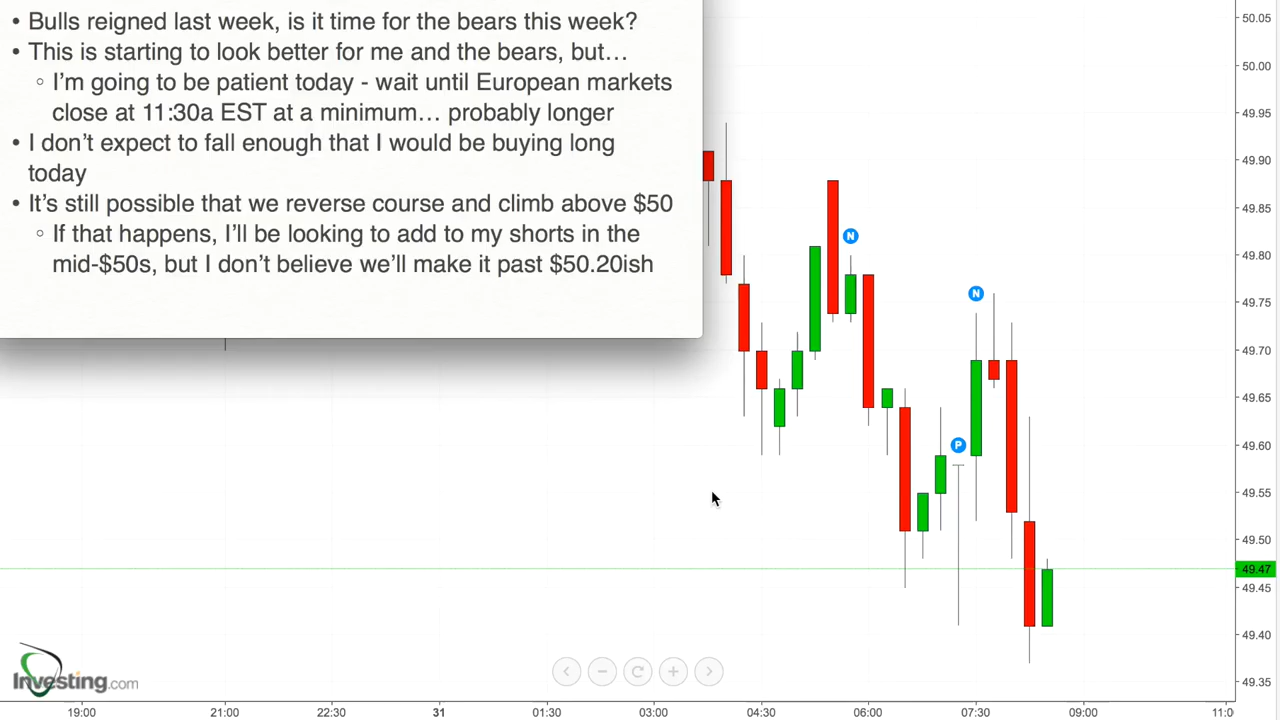 • Bulls reigned last week, is it time for the bears this week?
• This is starting to look better for me and the bears, but…
◦ I’m going to be patient today - wait until European markets
close at 11:30a EST at a minimum… probably longer
• I don’t expect to fall enough that I would be buying long
today
• It’s still possible that we reverse course and climb above $50
◦ If that happens, I’ll be looking to add to my shorts in the
mid-$50s, but I don’t believe we’ll make it past $50.20ish
50.05
50.00
49.95
49.90
49.85
49.80
49.75
49.70
49.65
49.60
49.55
49.50
49.47
49.45
49.40
49.35
N
N
P
Investing.com
19:00 21:00 22:30 31 01:30 03:00 04:30 06:00 07:30 09:00 11:0